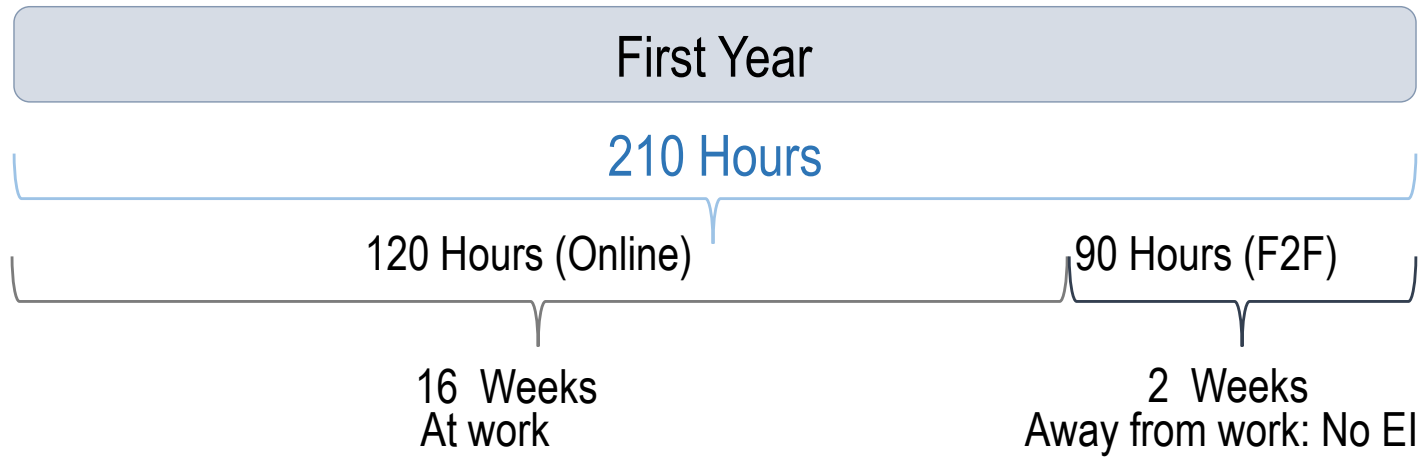 First Year
210 Hours
120 Hours (Online)
90 Hours (F2F)
16 Weeks
At work
2 Weeks
Away from work: No EI